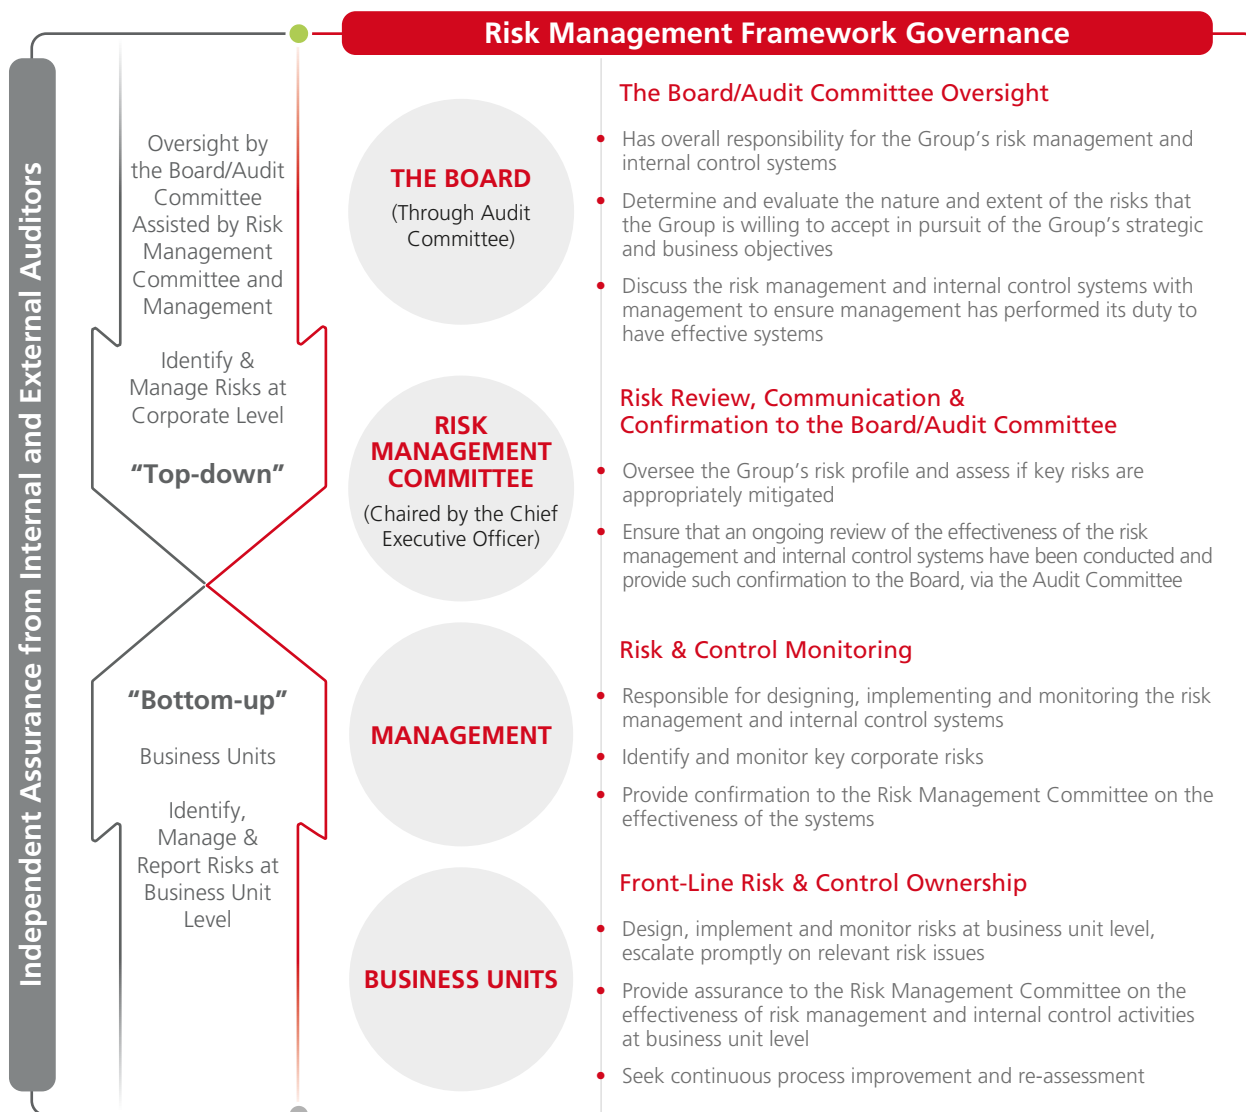 Risk Management Framework Governance
Independent Assurance from Internal and External Auditors
Oversight by
the Board/Audit
Committee
Assisted by Risk
Management
Committee and
Management
Identify &
Manage Risks at
Corporate Level
“Top-down”
“Bottom-up”
Business Units
Identify,
Manage &
Report Risks at
Business Unit
Level
THE BOARD
(Through Audit
Committee)
The Board/Audit Committee Oversight
• Has overall responsibility for the Group’s risk management and
internal control systems
• Determine and evaluate the nature and extent of the risks that
the Group is willing to accept in pursuit of the Group’s strategic
and business objectives
• Discuss the risk management and internal control systems with
management to ensure management has performed its duty to
have effective systems
RISK
MANAGEMENT
COMMITTEE
(Chaired by the Chief
Executive Officer)
Risk Review, Communication &
Confirmation to the Board/Audit Committee
• Oversee the Group’s risk profile and assess if key risks are
appropriately mitigated
• Ensure that an ongoing review of the effectiveness of the risk
management and internal control systems have been conducted and
provide such confirmation to the Board, via the Audit Committee
MANAGEMENT
Risk & Control Monitoring
• Responsible for designing, implementing and monitoring the risk
management and internal control systems
• Identify and monitor key corporate risks
• Provide confirmation to the Risk Management Committee on the
effectiveness of the systems
BUSINESS UNITS
Front-Line Risk & Control Ownership
• Design, implement and monitor risks at business unit level,
escalate promptly on relevant risk issues
• Provide assurance to the Risk Management Committee on the
effectiveness of risk management and internal control activities
at business unit level
• Seek continuous process improvement and re-assessment